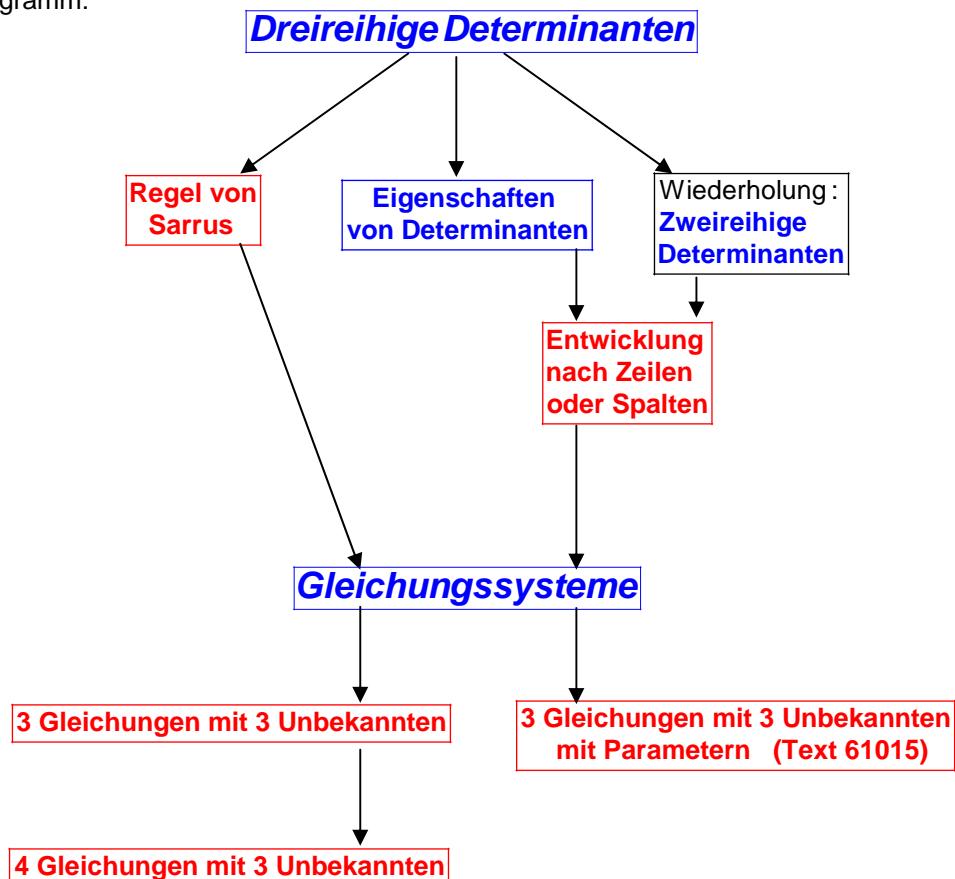 ogramm:
Dreireihige Determinanten
Regel von
Sarrus
Eigenschaften
von Determinanten
Wiederholung :
Zweireihige
Determinanten
Entwicklung
nach Zeilen
oder Spalten
Gleichungssysteme
3 Gleichungen mit 3 Unbekannten
3 Gleichungen mit 3 Unbekannten
mit Parametern (Text 61015)
4 Gleichungen mit 3 Unbekannten